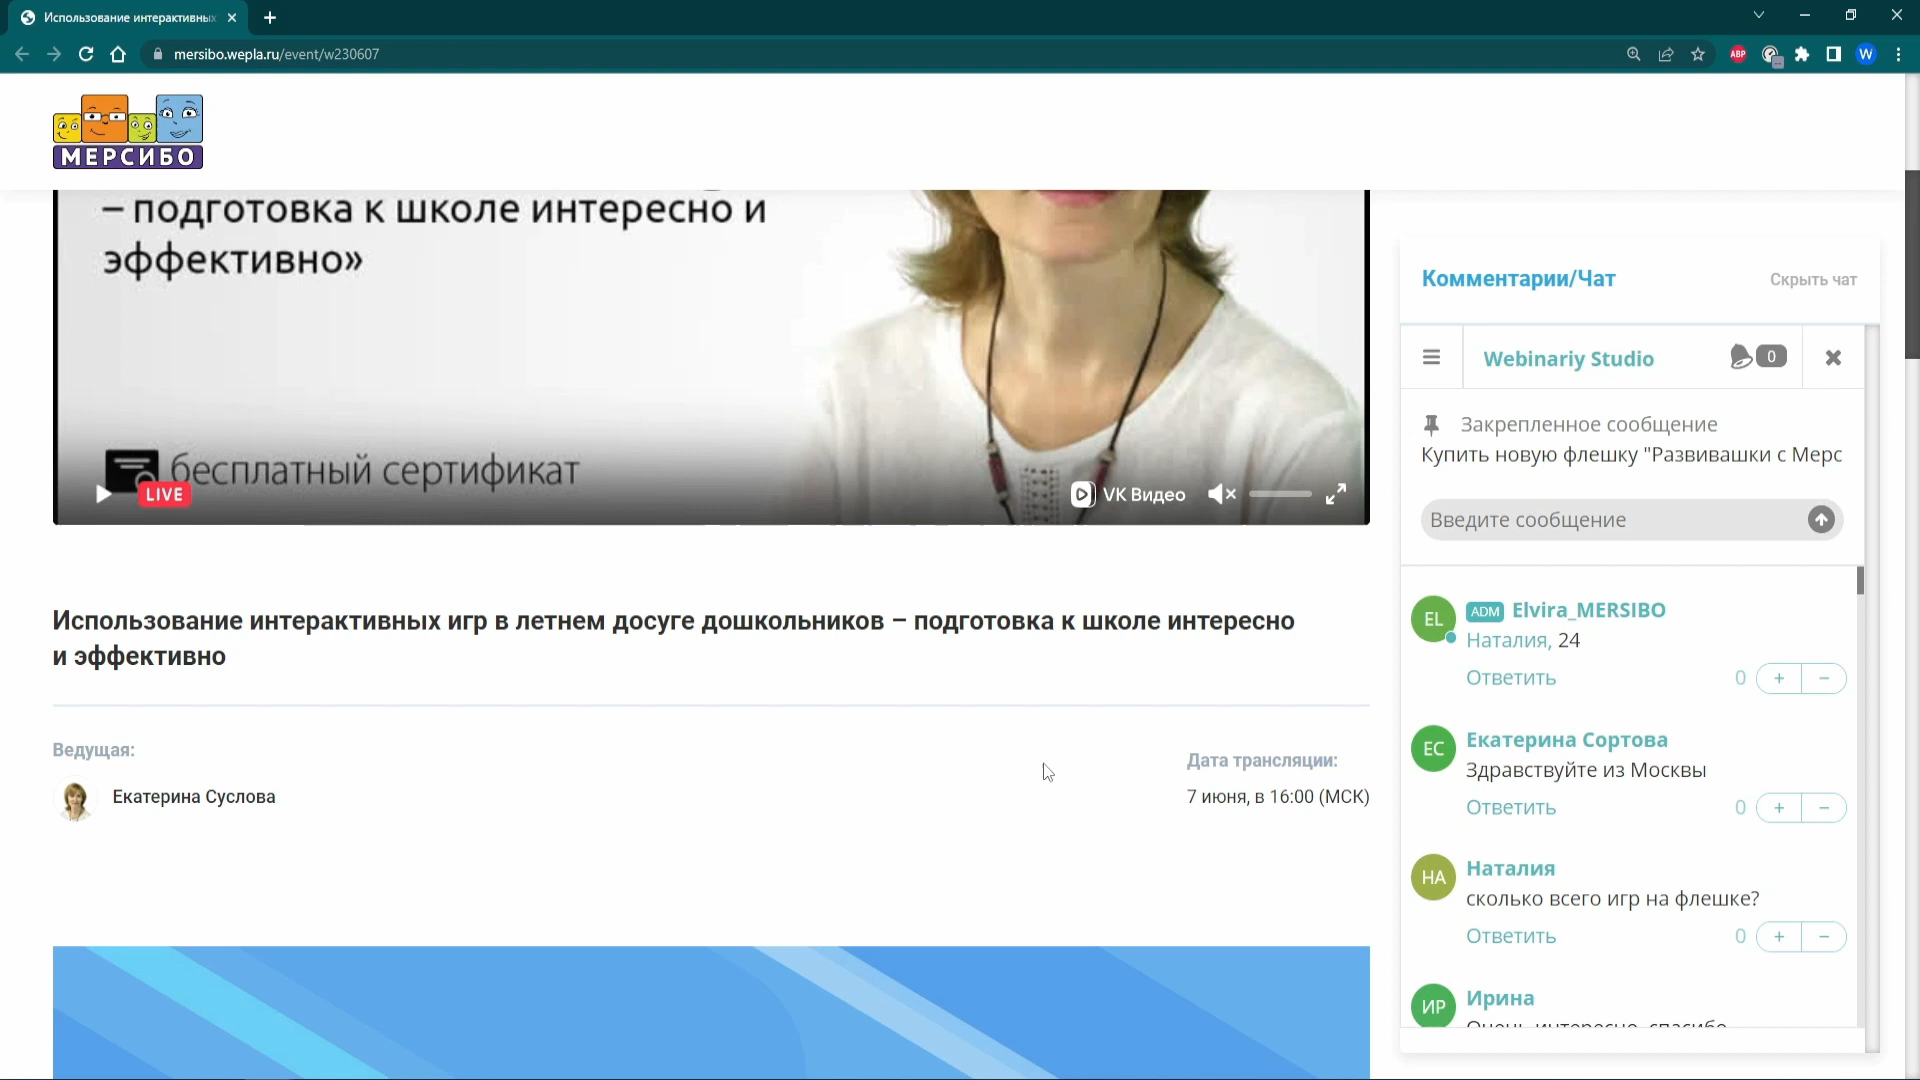 Использование интерактивных
mersibo.wepla.ru/event/w230607
ABP
W
МЕРСИБО
– подготовка к школе интересно и
эффективно»
бесплатный сертификат
LIVE
VK Видео
Использование интерактивных игр в летнем досуге дошкольников – подготовка к школе интересно
и эффективно
Ведущая:
Екатерина Суслова
Дата трансляции:
7 июня, в 16:00 (МСК)
Комментарии/Чат
Скрыть чат
Webinariy Studio
0
Закрепленное сообщение
Купить новую флешку "Развивашки с Мерс
Введите сообщение
EL
ADM Elvira_MERSIBO
Наталия, 24
Ответить
0 + −
ЕС
Екатерина Сортова
Здравствуйте из Москвы
Ответить
0 + −
НА
Наталия
сколько всего игр на флешке?
Ответить
0 + −
ИР
Ирина
Очень интересно, спасибо